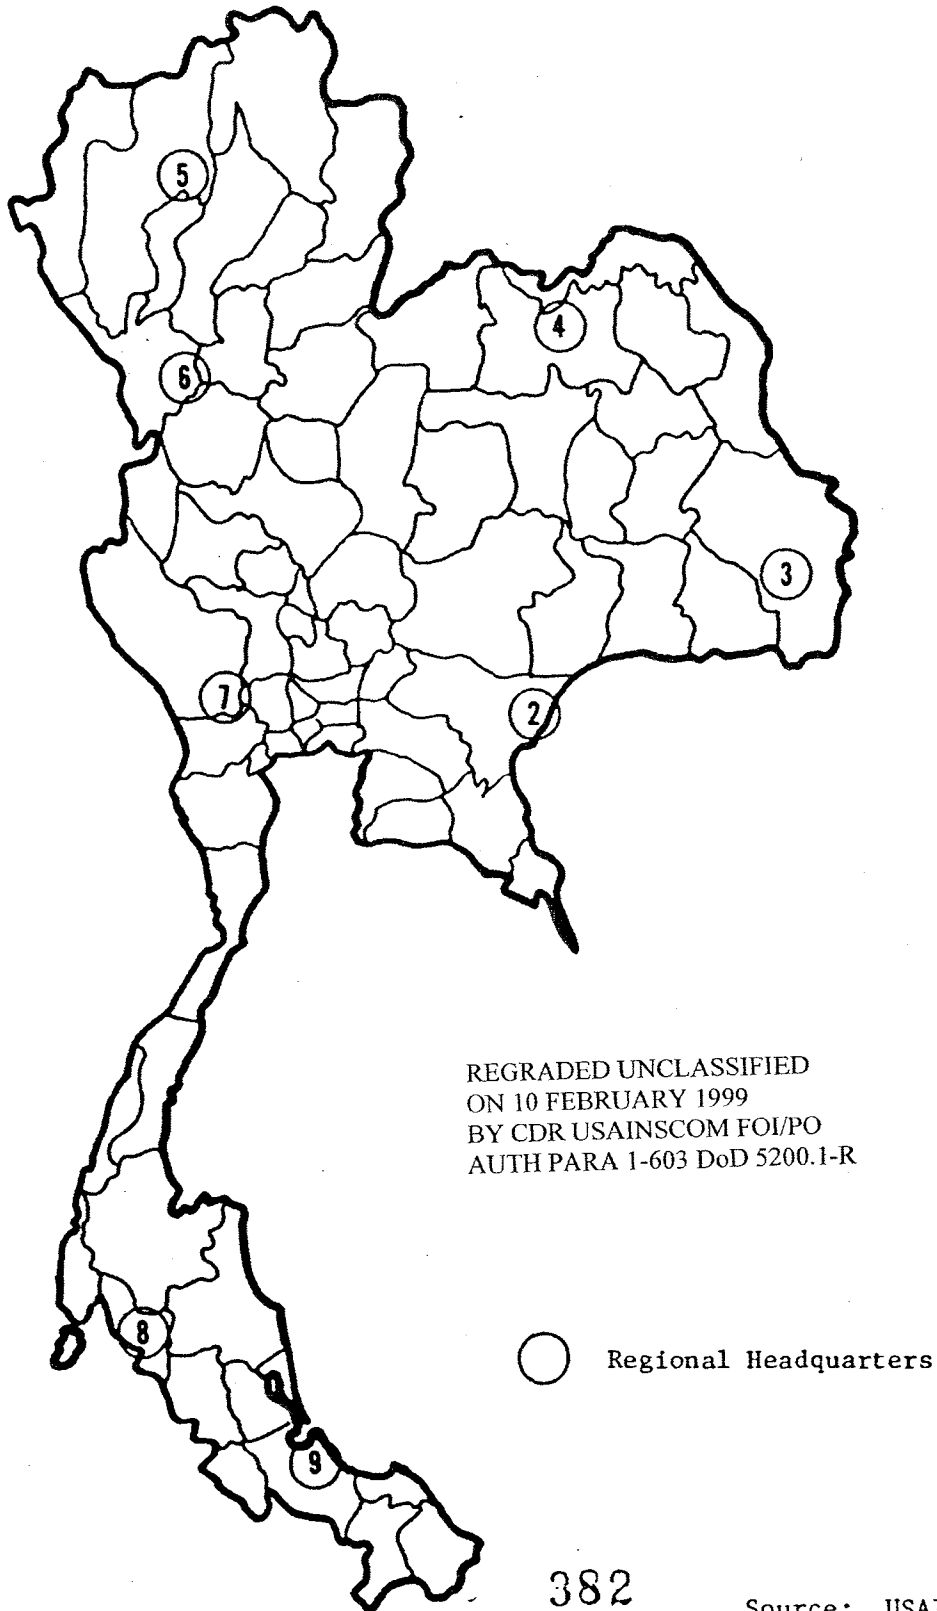 5
4
6
3
7
2
REGRADED UNCLASSIFIED
ON 10 FEBRUARY 1999
BY CDR USAINSCOM FOI/PO
AUTH PARA 1-603 DoD 5200.1-R
8
Regional Headquarters
9
382
Source: USA